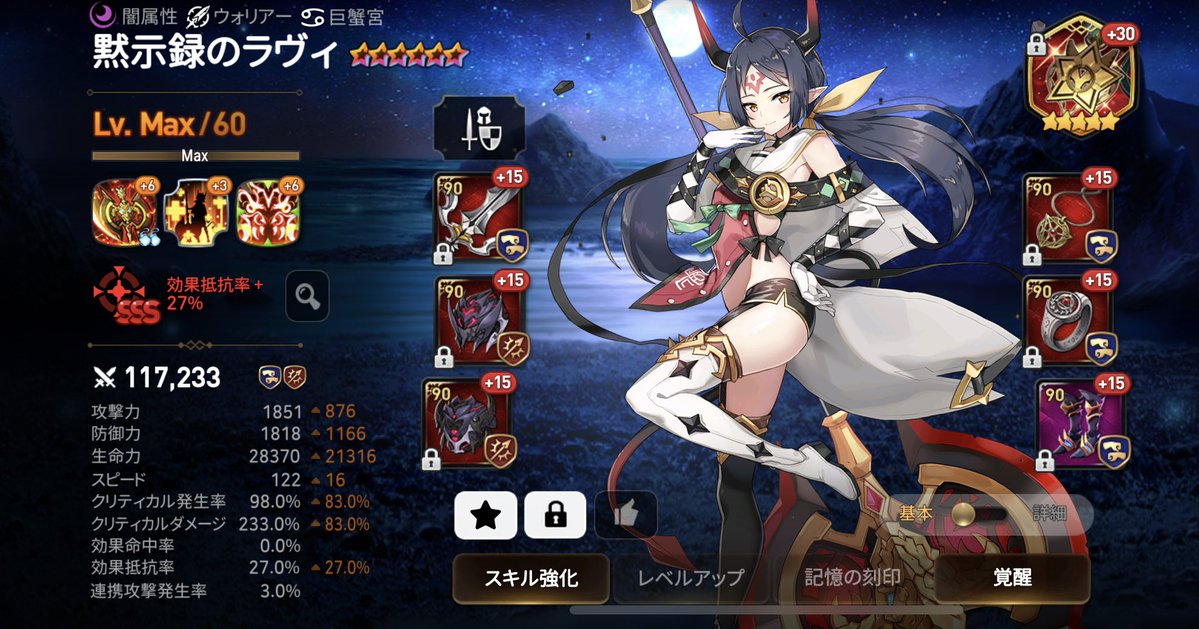 闇属性 ウォリアー 巨蟹宮
黙示録のラヴィ
Lv. Max/60
Max
+6 +3 +6
SSS
効果抵抗率+
27%
117,233
攻撃力 1851 876
防御力 1818 1166
生命力 28370 21316
スピード 122 16
クリティカル発生率 98.0% 83.0%
クリティカルダメージ 233.0% 83.0%
効果命中率 0.0%
効果抵抗率 27.0% 27.0%
連携攻撃発生率 3.0%
90 +15
90 +15
90 +15
+30
90 +15
90 +15
90 +15
基本 詳細
スキル強化 レベルアップ 記憶の刻印 覚醒